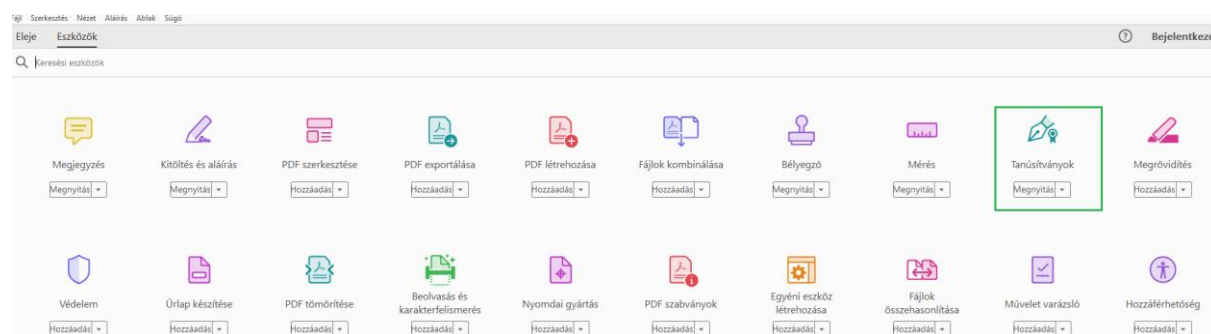 Fájl Szerkesztés Nézet Aláírás Ablak Súgó
Eleje Eszközök Bejelentkezé
Keresési eszközök
Megjegyzés Kitöltés és aláírás PDF szerkesztése PDF exportálása PDF létrehozása Fájlok kombinálása Bélyegző Mérés Tanúsítványok Megrövidítés
Megnyitás Megnyitás Hozzáadás Hozzáadás Hozzáadás Hozzáadás Megnyitás Megnyitás Megnyitás Hozzáadás
Védelem Űrlap készítése PDF tömörítése Beolvasás és karakterfelismerés Nyomdai gyártás PDF szabványok Egyéni eszköz létrehozása Fájlok összehasonlítása Művelet varázsló Hozzáférhetőség
Hozzáadás Hozzáadás Hozzáadás Hozzáadás Hozzáadás Hozzáadás Hozzáadás Hozzáadás Hozzáadás Hozzáadás